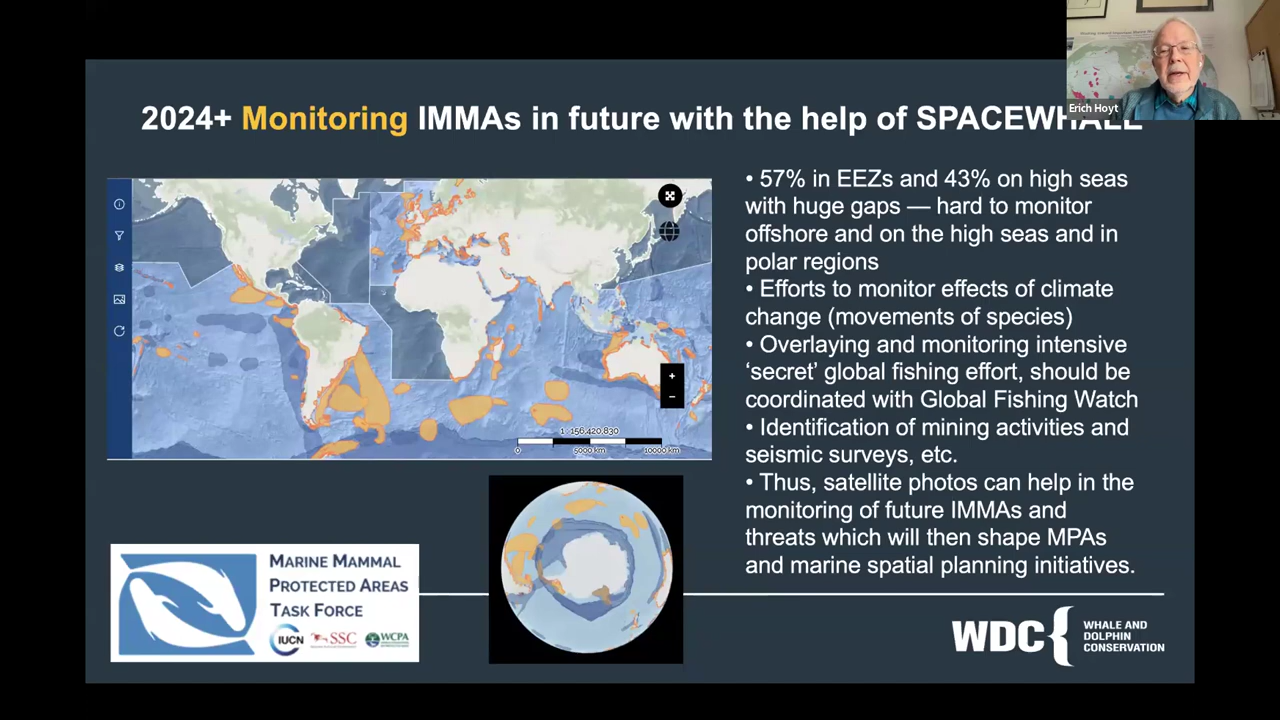 Erich Hoyt
2024+ Monitoring IMMAs in future with the help of SPACEWHALE
• 57% in EEZs and 43% on high seas
with huge gaps — hard to monitor
offshore and on the high seas and in
polar regions
• Efforts to monitor effects of climate
change (movements of species)
• Overlaying and monitoring intensive
‘secret’ global fishing effort, should be
coordinated with Global Fishing Watch
• Identification of mining activities and
seismic surveys, etc.
• Thus, satellite photos can help in the
monitoring of future IMMAs and
threats which will then shape MPAs
and marine spatial planning initiatives.
+
−
1 : 156,420,830
0 5000 km 10000 km
MARINE MAMMAL
PROTECTED AREAS
TASK FORCE
IUCN SSC WCPA
WDC
WHALE AND
DOLPHIN
CONSERVATION